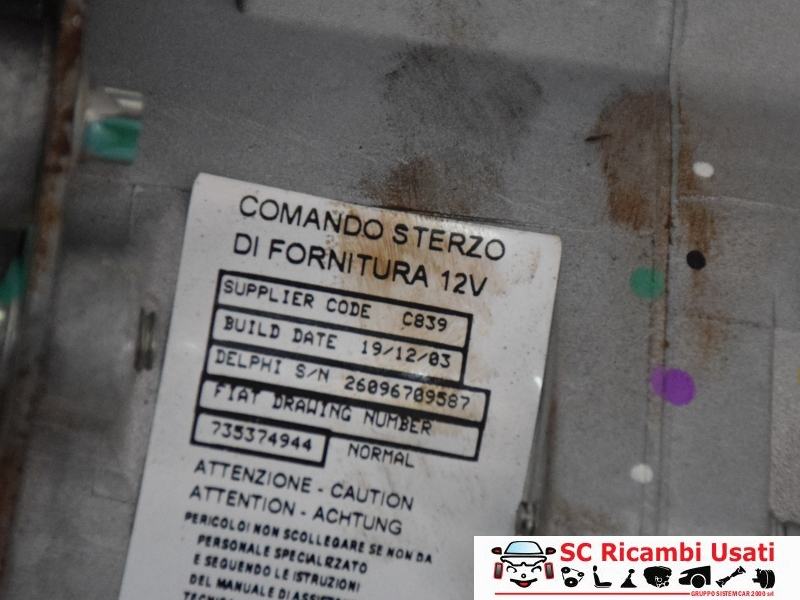 COMANDO STERZO
DI FORNITURA 12V
SUPPLIER CODE C839
BUILD DATE 19/12/03
DELPHI S/N 26096709587
FIAT DRAWING NUMBER
735374944 NORMAL
ATTENZIONE - CAUTION
ATTENTION - ACHTUNG
PERICOLOI NON SCOLLEGARE SE NON DA
PERSONALE SPECIALIZZATO
E SEGUENDO LE ISTRUZIONI
DEL MANUALE DI
SC Ricambi Usati
GRUPPO SISTEMCAR 2000 srl